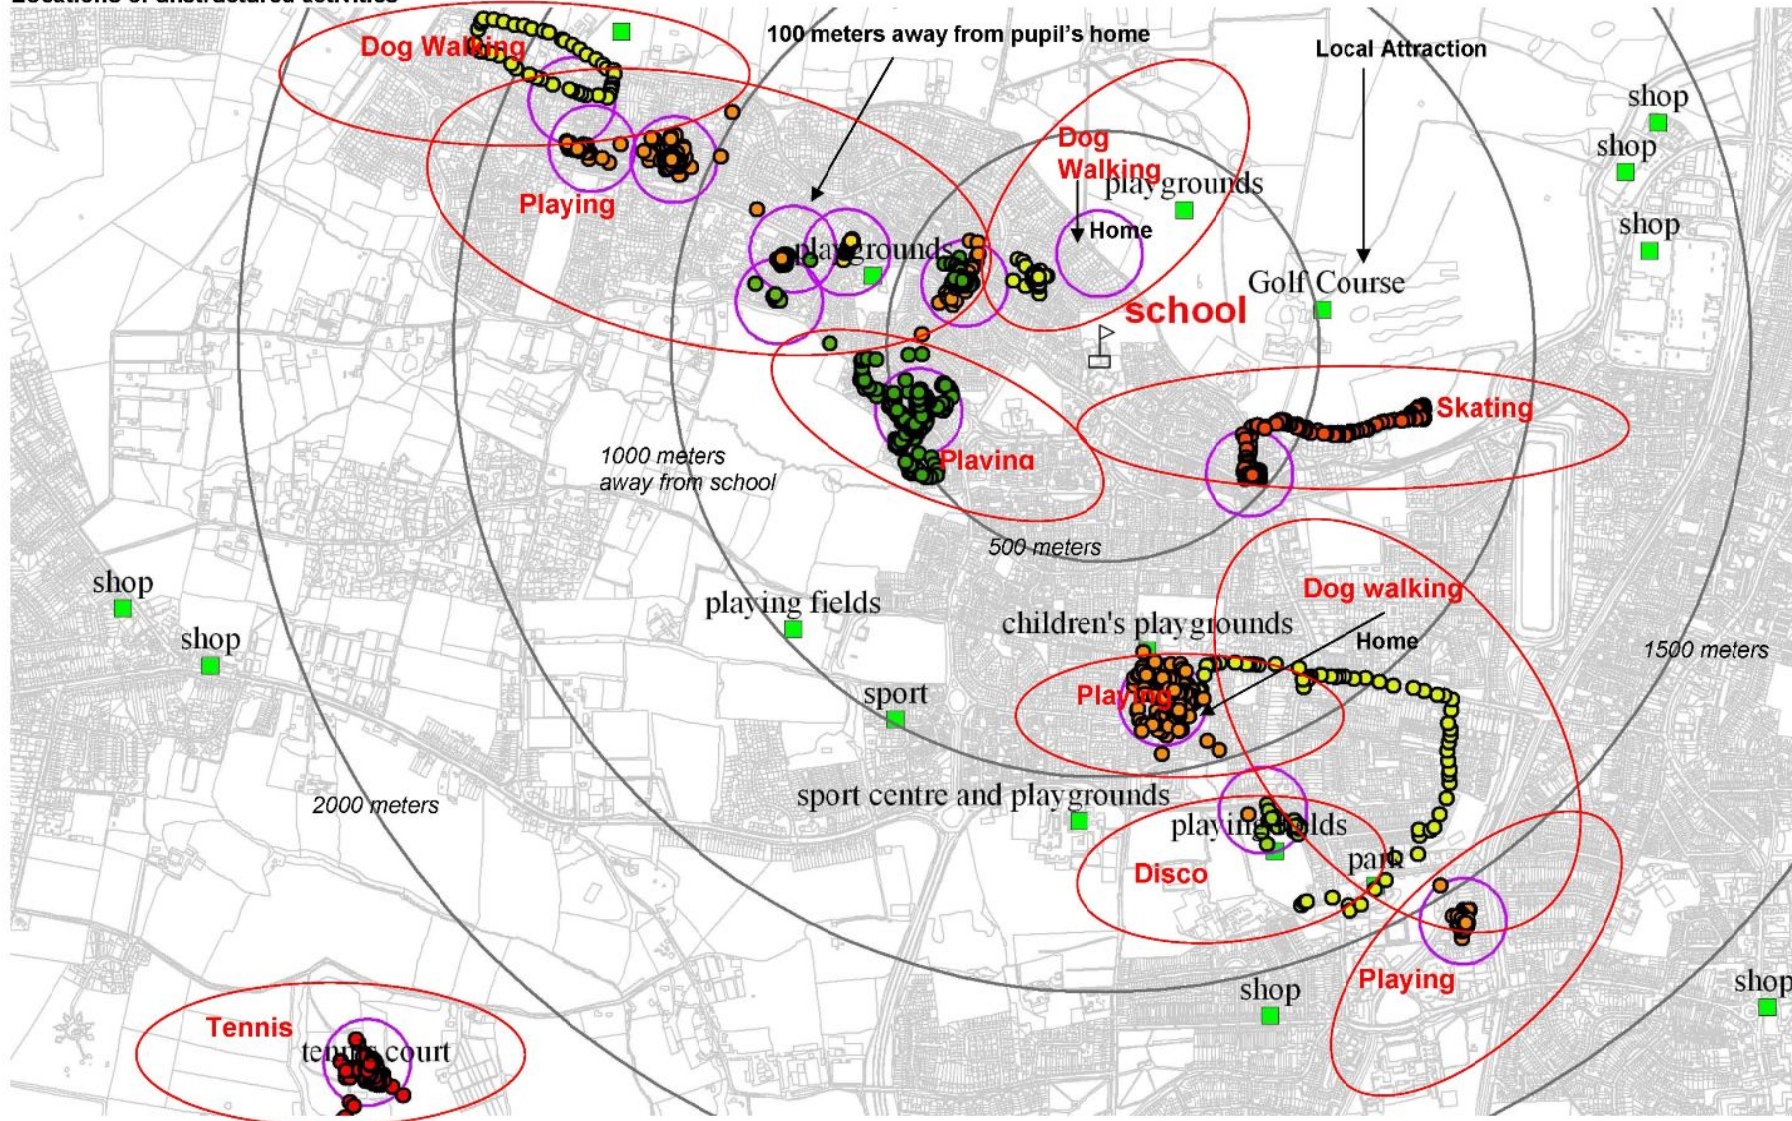 Locations of unstructured activities
Dog Walking
100 meters away from pupil's home
Local Attraction
shop
shop
shop
Dog
Walking
playgrounds
Home
Playing
playgrounds
Golf Course
school
Skating
Playing
1000 meters
away from school
500 meters
shop
shop
playing fields
children's playgrounds
Dog walking
Home
1500 meters
sport
Playing
2000 meters
sport centre and playgrounds
playing fields
park
Disco
Playing
shop
shop
Tennis
tennis court